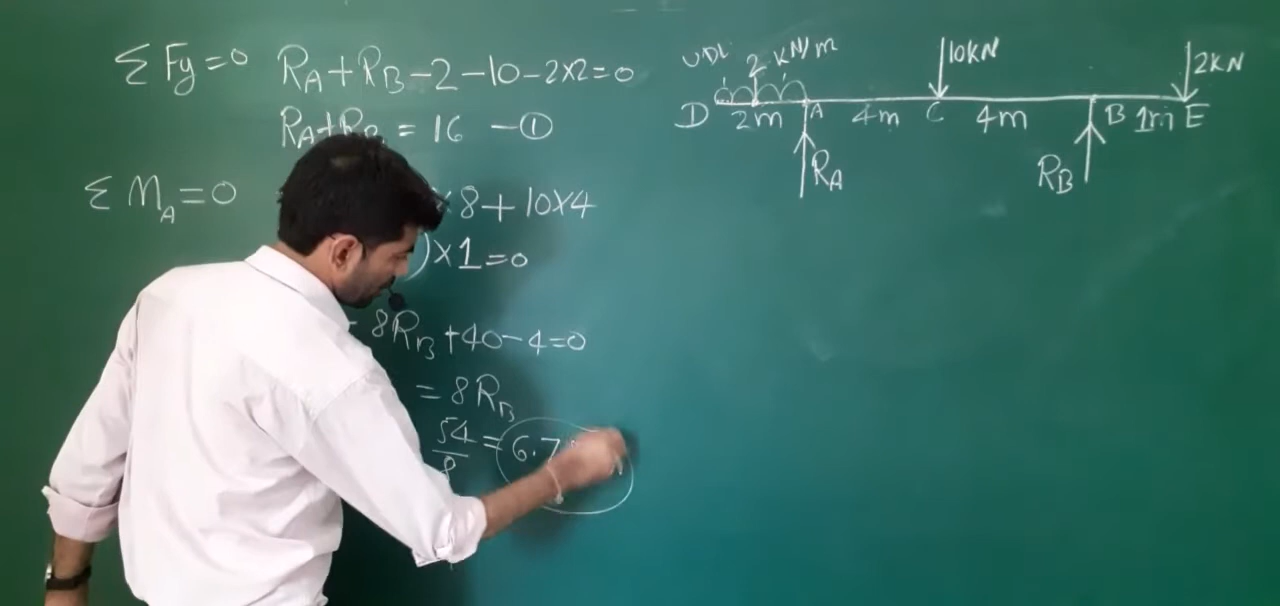 ΣFy=0 RA+RB-2-10-2×2=0
RA+RB = 16 -①
ΣMA=0 ×8+10×4
)×1=0
- 8RB+40-4=0
= 8RB
54/8 = 6.7
UDL 2 kN/m 10kN 2KN
D 2m A 4m C 4m B 1m E
RA RB